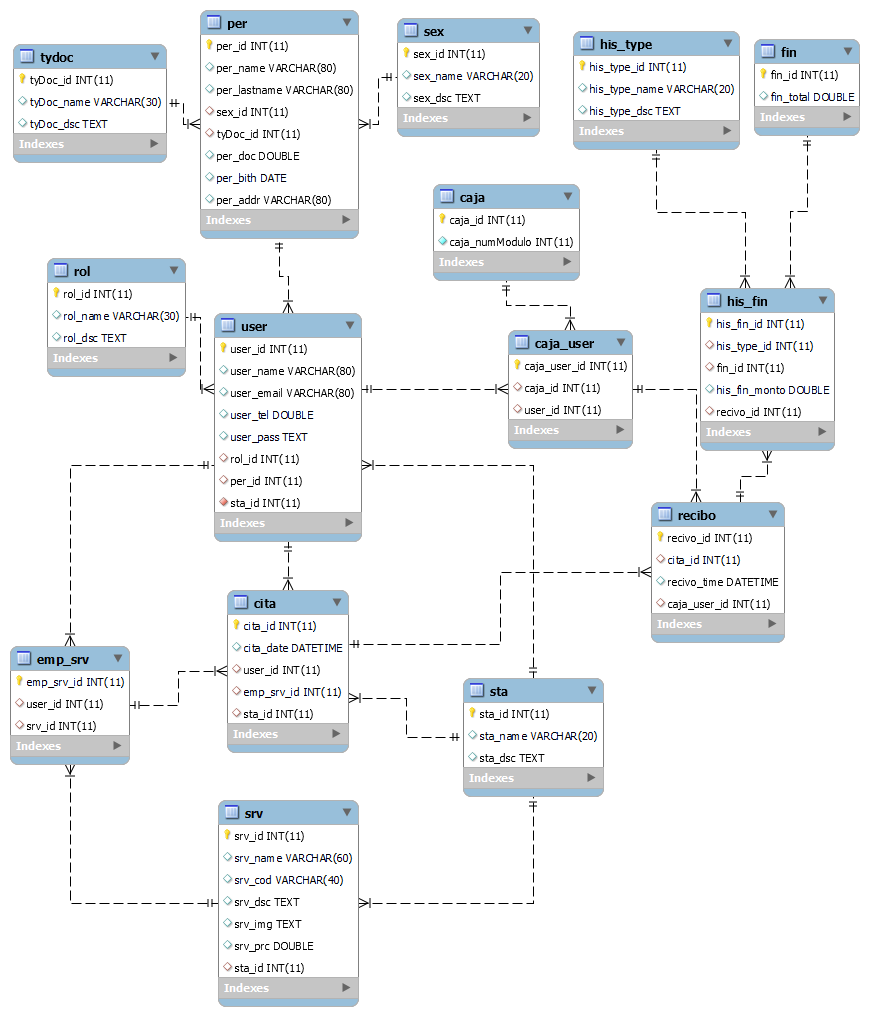 tydoc
tyDoc_id INT(11)
tyDoc_name VARCHAR(30)
tyDoc_dsc TEXT
Indexes
per
per_id INT(11)
per_name VARCHAR(80)
per_lastname VARCHAR(80)
sex_id INT(11)
tyDoc_id INT(11)
per_doc DOUBLE
per_bith DATE
per_addr VARCHAR(80)
Indexes
sex
sex_id INT(11)
sex_name VARCHAR(20)
sex_dsc TEXT
Indexes
his_type
his_type_id INT(11)
his_type_name VARCHAR(20)
his_type_dsc TEXT
Indexes
fin
fin_id INT(11)
fin_total DOUBLE
Indexes
caja
caja_id INT(11)
caja_numModulo INT(11)
Indexes
rol
rol_id INT(11)
rol_name VARCHAR(30)
rol_dsc TEXT
Indexes
user
user_id INT(11)
user_name VARCHAR(80)
user_email VARCHAR(80)
user_tel DOUBLE
user_pass TEXT
rol_id INT(11)
per_id INT(11)
sta_id INT(11)
Indexes
caja_user
caja_user_id INT(11)
caja_id INT(11)
user_id INT(11)
Indexes
his_fin
his_fin_id INT(11)
his_type_id INT(11)
fin_id INT(11)
his_fin_monto DOUBLE
recivo_id INT(11)
Indexes
recibo
recivo_id INT(11)
cita_id INT(11)
recivo_time DATETIME
caja_user_id INT(11)
Indexes
cita
cita_id INT(11)
cita_date DATETIME
user_id INT(11)
emp_srv_id INT(11)
sta_id INT(11)
Indexes
emp_srv
emp_srv_id INT(11)
user_id INT(11)
srv_id INT(11)
Indexes
sta
sta_id INT(11)
sta_name VARCHAR(20)
sta_dsc TEXT
Indexes
srv
srv_id INT(11)
srv_name VARCHAR(60)
srv_cod VARCHAR(40)
srv_dsc TEXT
srv_img TEXT
srv_prc DOUBLE
sta_id INT(11)
Indexes